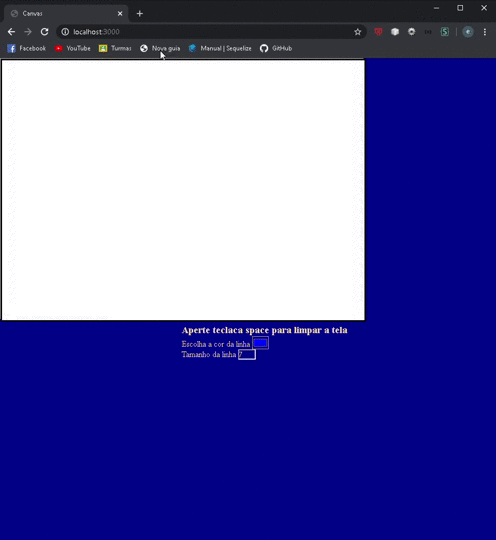 Canvas
localhost:3000
Facebook YouTube Turmas Nova guia Manual | Sequelize GitHub
Aperte teclaca space para limpar a tela
Escolha a cor da linha
Tamanho da linha 7